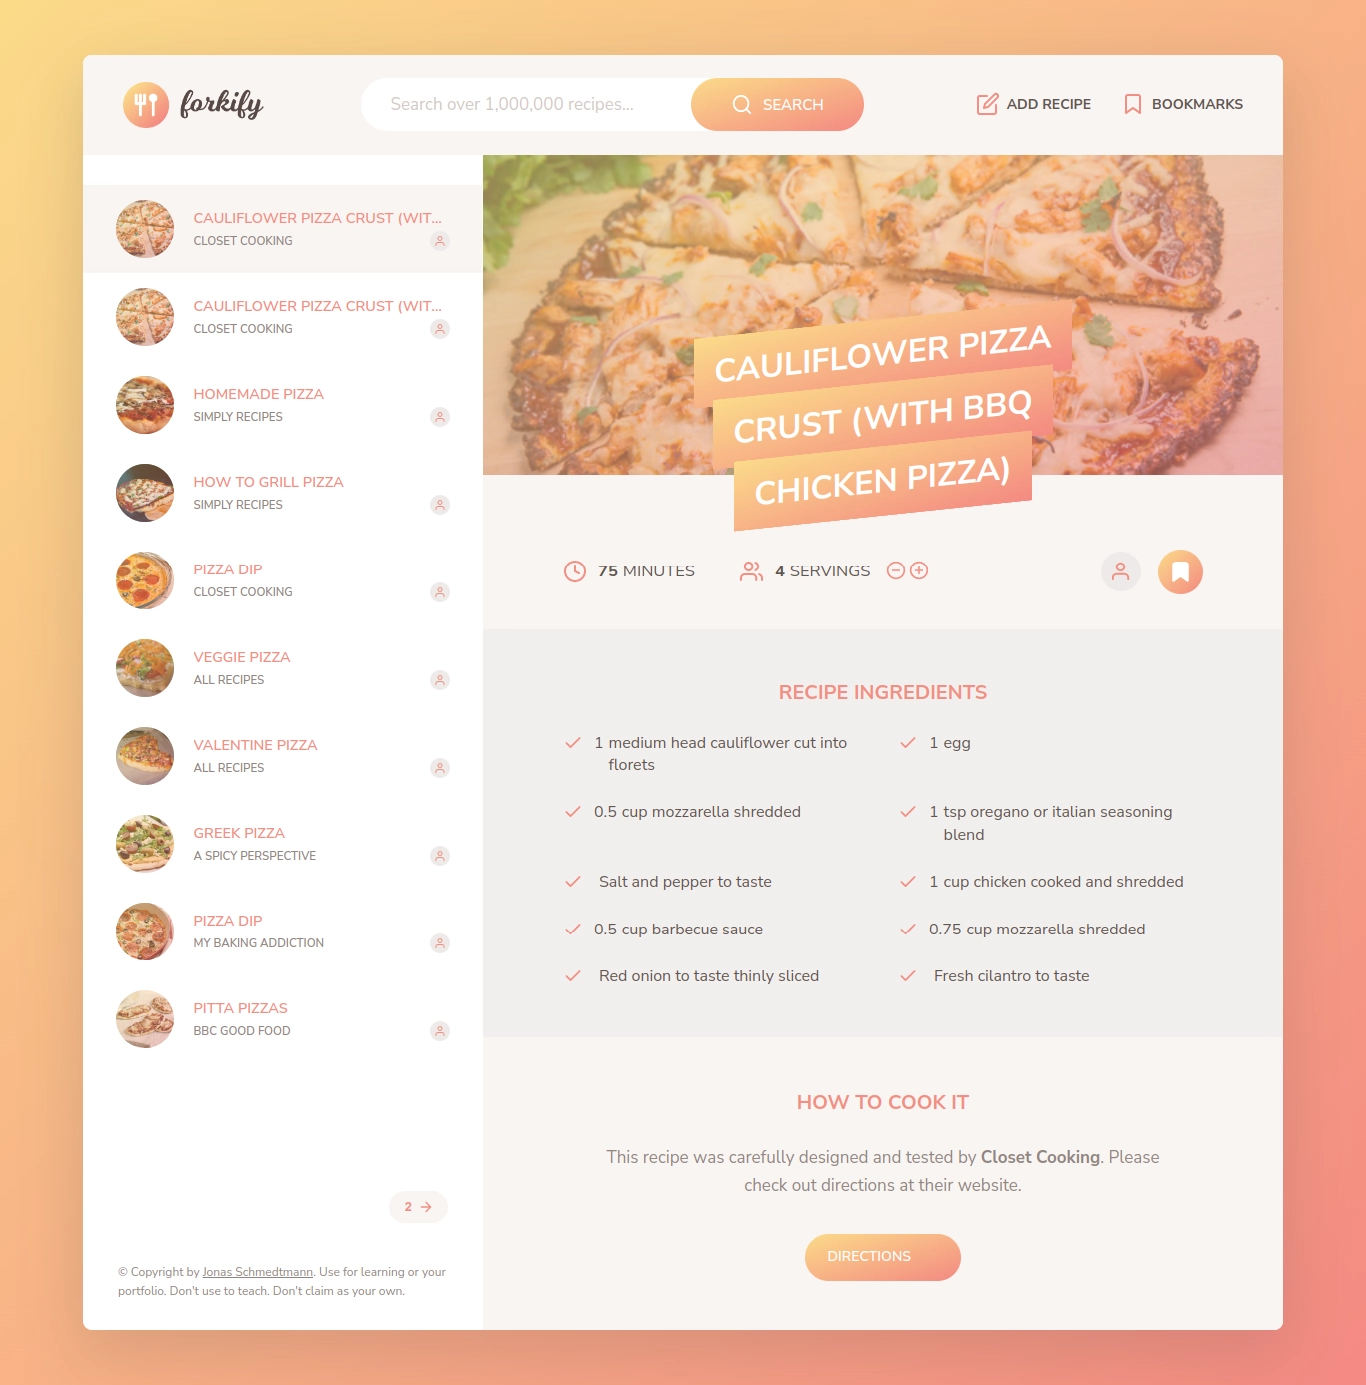 forkify
Search over 1,000,000 recipes...
SEARCH
ADD RECIPE
BOOKMARKS
CAULIFLOWER PIZZA CRUST (WIT...
CLOSET COOKING
CAULIFLOWER PIZZA CRUST (WIT...
CLOSET COOKING
HOMEMADE PIZZA
SIMPLY RECIPES
HOW TO GRILL PIZZA
SIMPLY RECIPES
PIZZA DIP
CLOSET COOKING
VEGGIE PIZZA
ALL RECIPES
VALENTINE PIZZA
ALL RECIPES
GREEK PIZZA
A SPICY PERSPECTIVE
PIZZA DIP
MY BAKING ADDICTION
PITTA PIZZAS
BBC GOOD FOOD
2
© Copyright by Jonas Schmedtmann. Use for learning or your
portfolio. Don't use to teach. Don't claim as your own.
CAULIFLOWER PIZZA
CRUST (WITH BBQ
CHICKEN PIZZA)
75 MINUTES
4 SERVINGS
RECIPE INGREDIENTS
1 medium head cauliflower cut into
florets
1 egg
0.5 cup mozzarella shredded
1 tsp oregano or italian seasoning
blend
Salt and pepper to taste
1 cup chicken cooked and shredded
0.5 cup barbecue sauce
0.75 cup mozzarella shredded
Red onion to taste thinly sliced
Fresh cilantro to taste
HOW TO COOK IT
This recipe was carefully designed and tested by Closet Cooking. Please
check out directions at their website.
DIRECTIONS